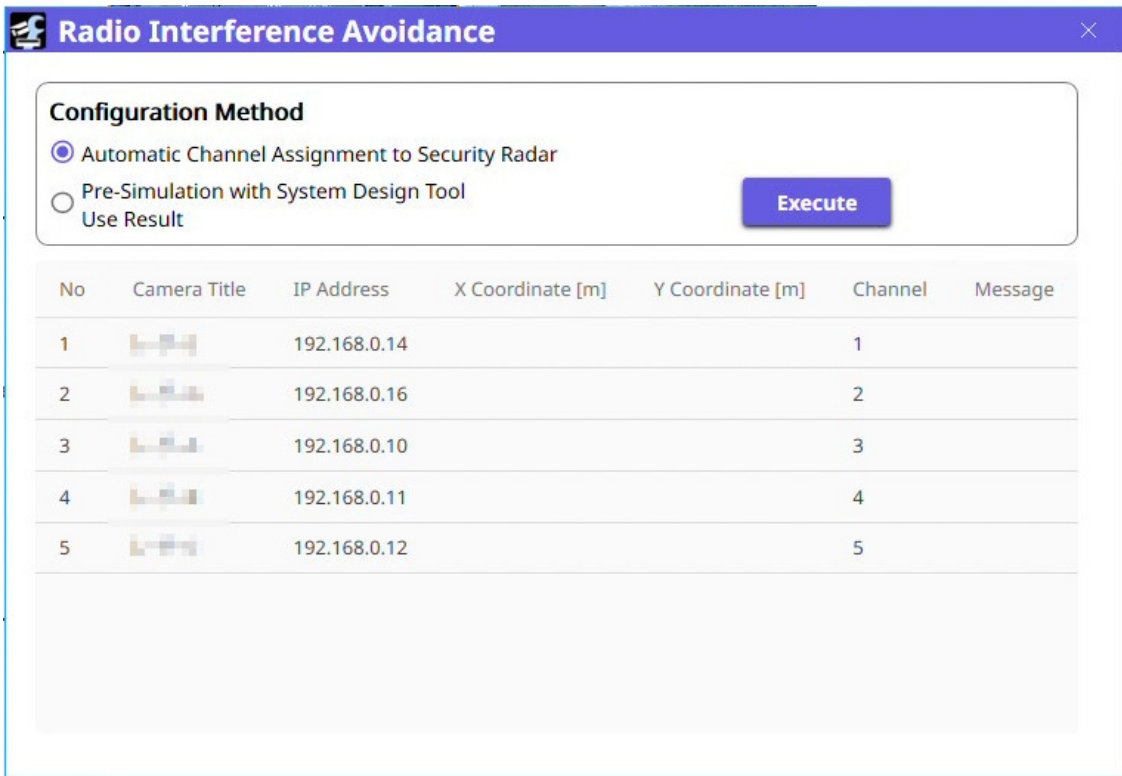 Radio Interference Avoidance
Configuration Method
Automatic Channel Assignment to Security Radar
Pre-Simulation with System Design Tool
Use Result
Execute
No Camera Title IP Address X Coordinate [m] Y Coordinate [m] Channel Message
1 192.168.0.14 1
2 192.168.0.16 2
3 192.168.0.10 3
4 192.168.0.11 4
5 192.168.0.12 5